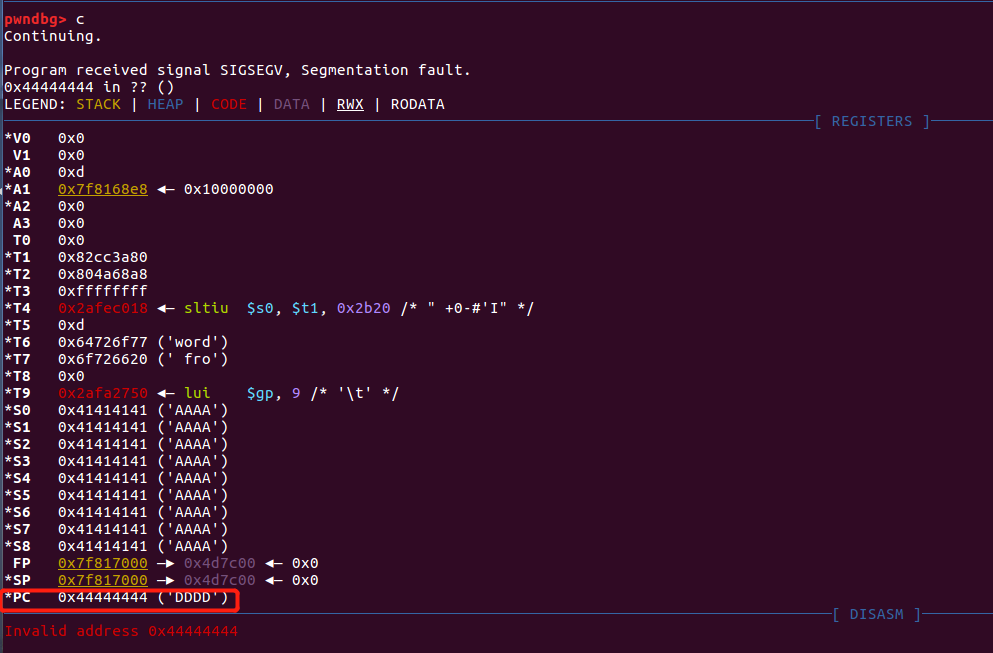 pwndbg> c
Continuing.
Program received signal SIGSEGV, Segmentation fault.
0x44444444 in ?? ()
LEGEND: STACK | HEAP | CODE | DATA | RWX | RODATA
[ REGISTERS ]
*V0 0x0
V1 0x0
*A0 0xd
*A1 0x7f8168e8 ◂— 0x10000000
*A2 0x0
A3 0x0
T0 0x0
*T1 0x82cc3a80
*T2 0x804a68a8
*T3 0xffffffff
*T4 0x2afec018 ◂— sltiu $s0, $t1, 0x2b20 /* " +0-#'I" */
*T5 0xd
*T6 0x64726f77 ('word')
*T7 0x6f726620 (' fro')
*T8 0x0
*T9 0x2afa2750 ◂— lui $gp, 9 /* '\t' */
*S0 0x41414141 ('AAAA')
*S1 0x41414141 ('AAAA')
*S2 0x41414141 ('AAAA')
*S3 0x41414141 ('AAAA')
*S4 0x41414141 ('AAAA')
*S5 0x41414141 ('AAAA')
*S6 0x41414141 ('AAAA')
*S7 0x41414141 ('AAAA')
*S8 0x41414141 ('AAAA')
FP 0x7f817000 —▸ 0x4d7c00 ◂— 0x0
*SP 0x7f817000 —▸ 0x4d7c00 ◂— 0x0
*PC 0x44444444 ('DDDD')
[ DISASM ]
Invalid address 0x44444444